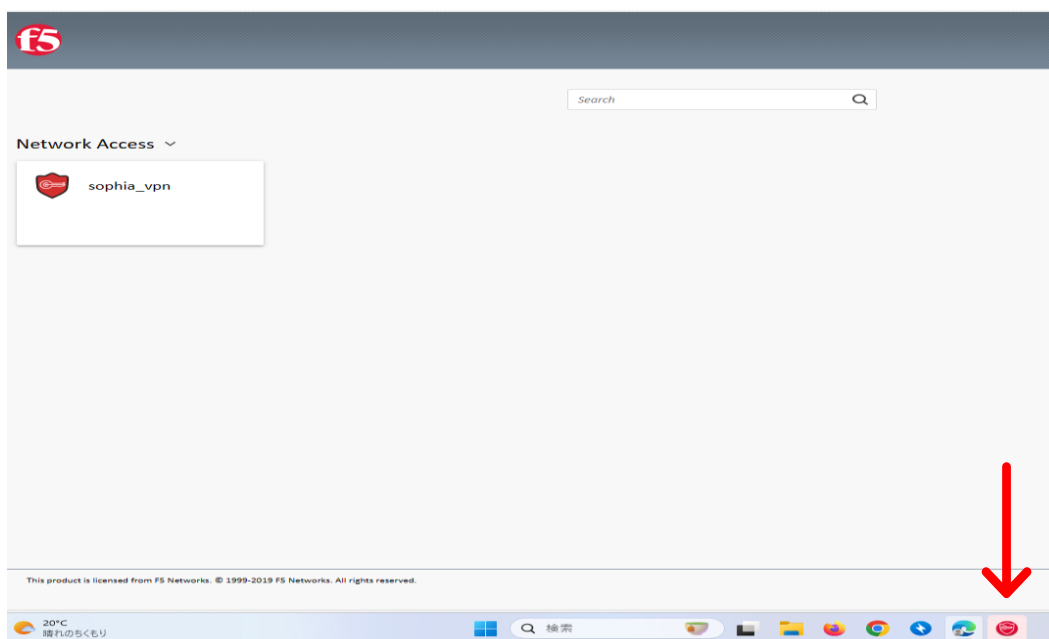 f5
Search
Network Access
sophia_vpn
This product is licensed from F5 Networks. © 1999-2019 F5 Networks. All rights reserved.
20°C
晴れのちくもり
検索